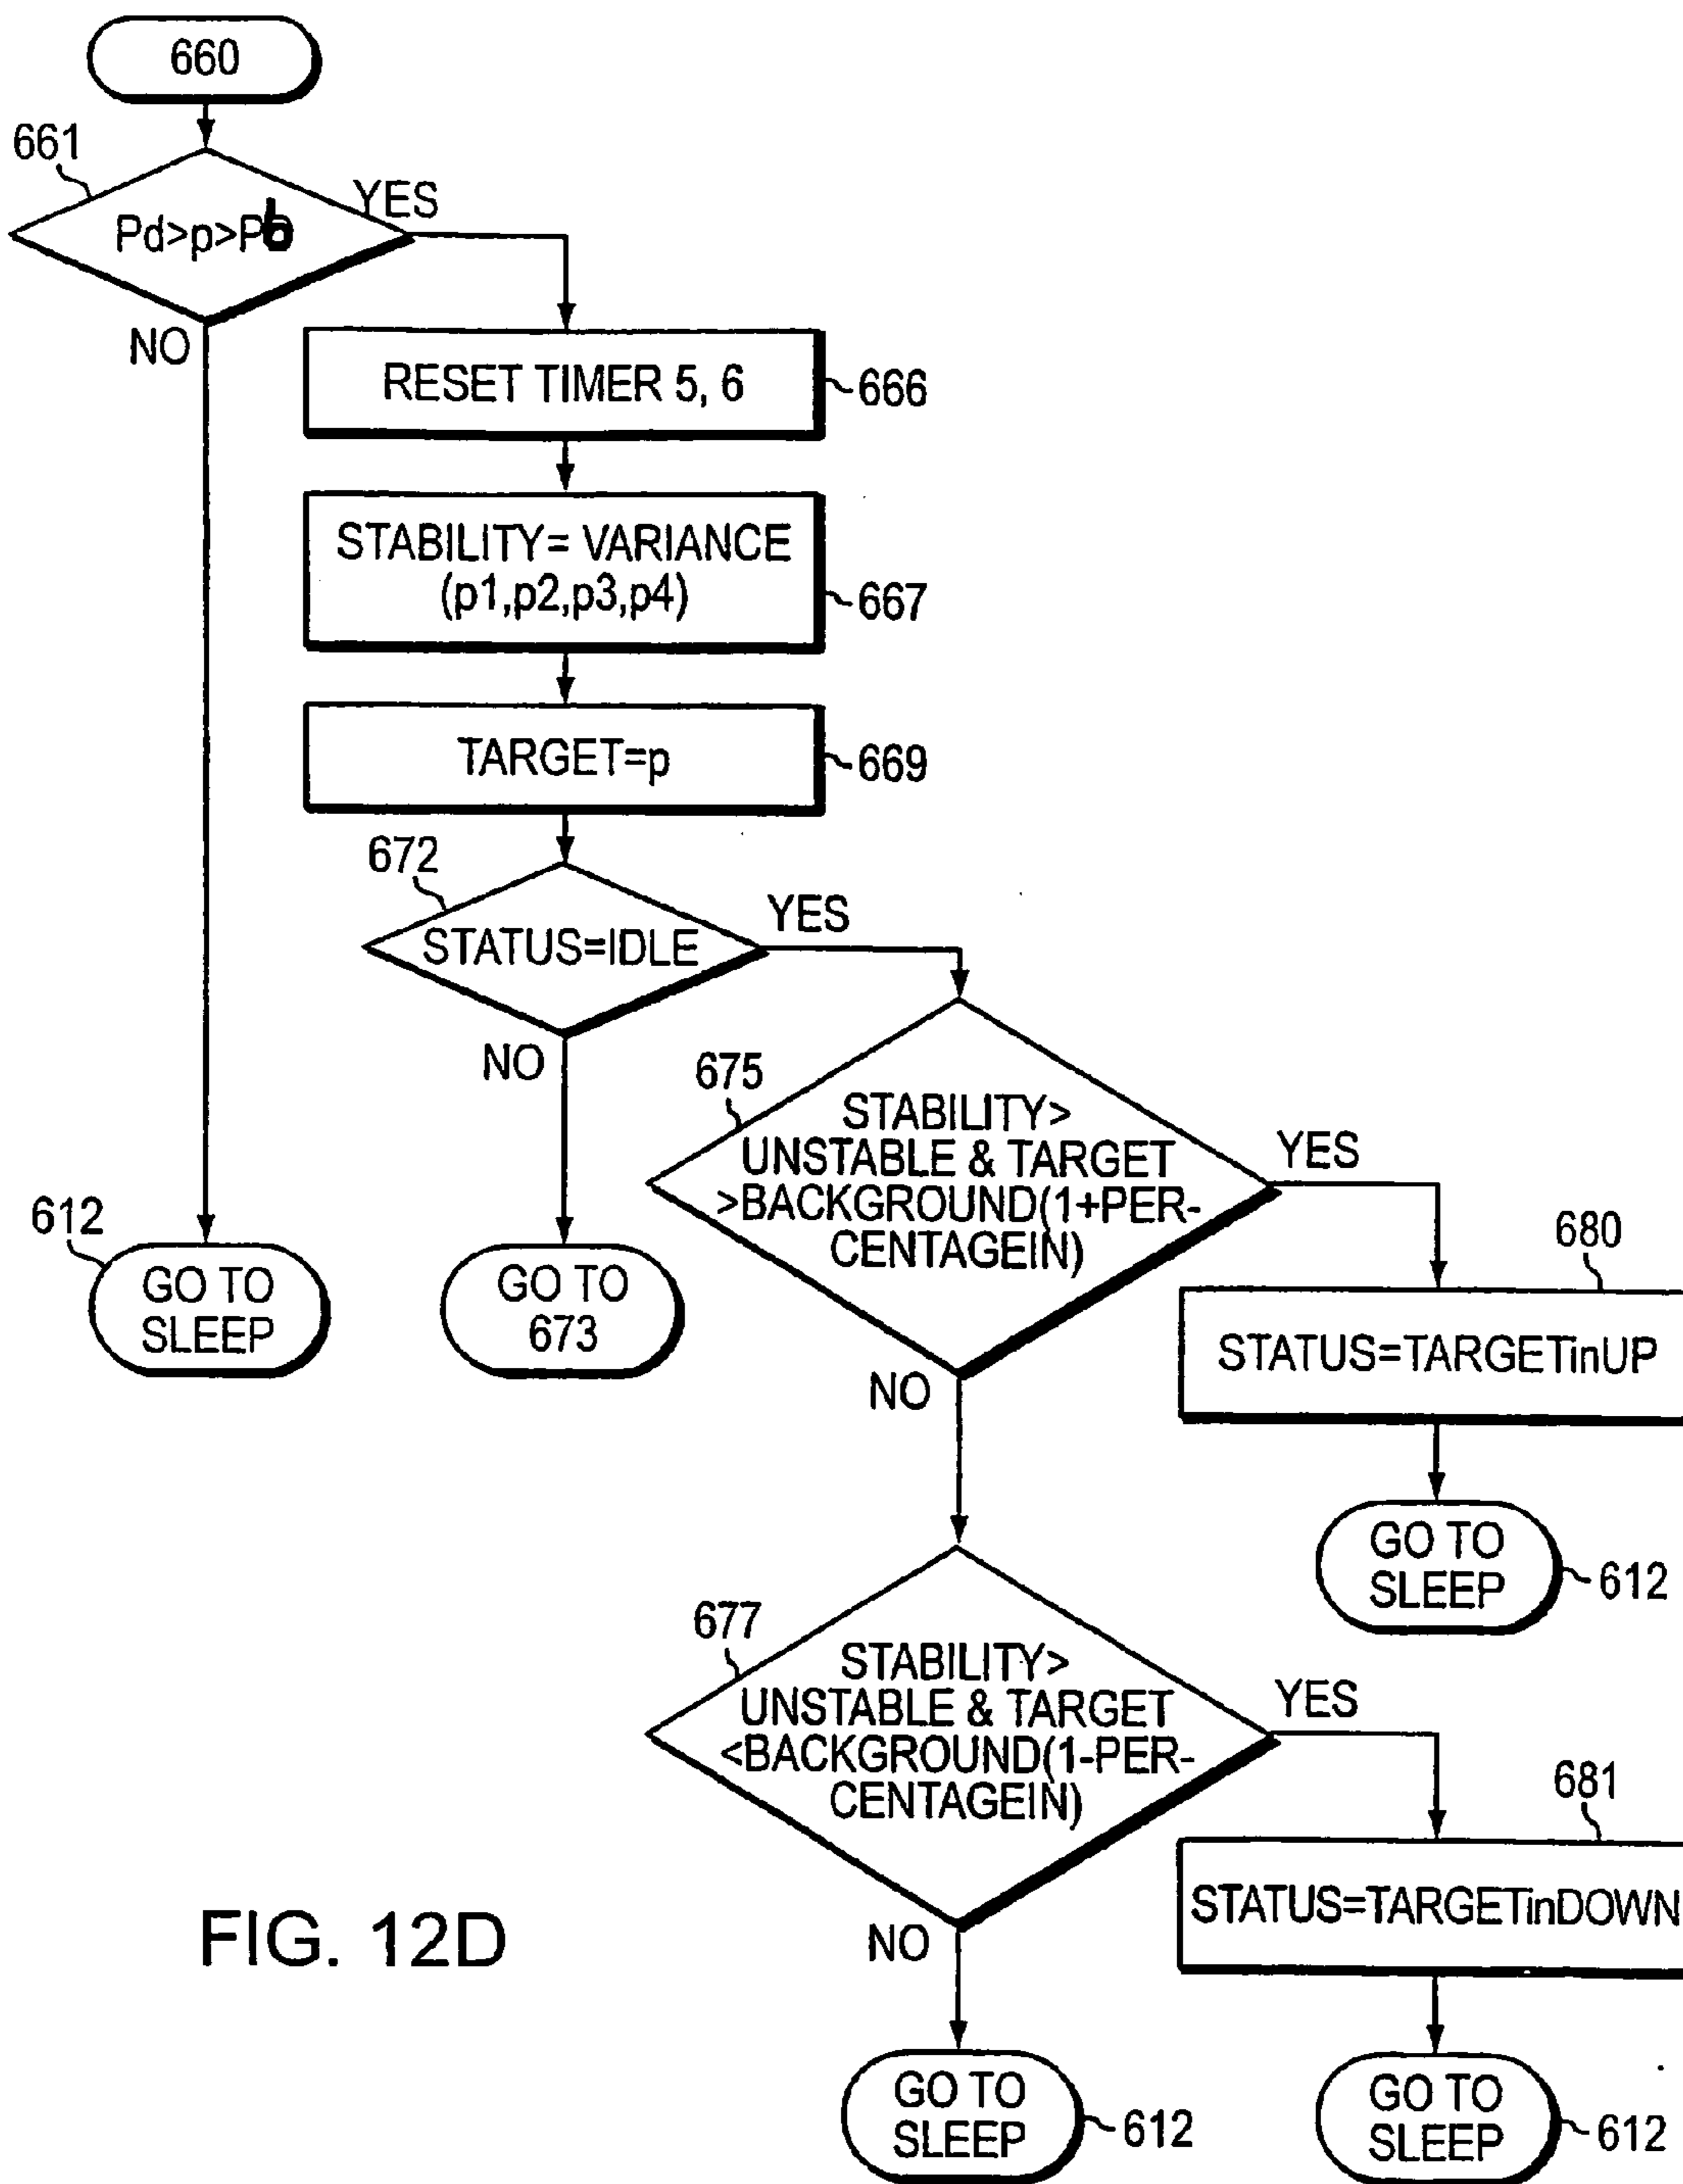 660
661
YES
Pd>p>Pb
NO
RESET TIMER 5, 6
666
STABILITY= VARIANCE
(p1,p2,p3,p4)
667
TARGET=p
669
672
YES
STATUS=IDLE
NO
675
STABILITY>
UNSTABLE & TARGET
>BACKGROUND(1+PER-
CENTAGEIN)
YES
NO
612
GO TO
SLEEP
GO TO
673
680
STATUS=TARGETinUP
GO TO
SLEEP
612
677
STABILITY>
UNSTABLE & TARGET
<BACKGROUND(1-PER-
CENTAGEIN)
YES
NO
681
STATUS=TARGETinDOWN
FIG. 12D
GO TO
SLEEP
612
GO TO
SLEEP
612